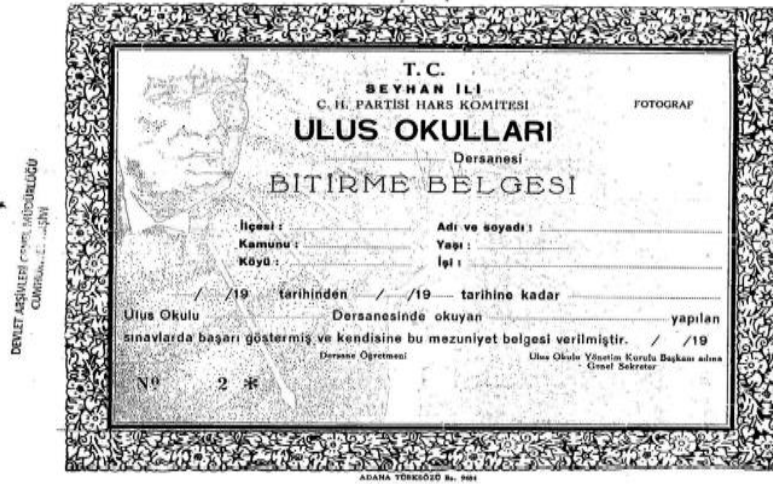 T. C.
SEYHAN İLİ
C. H. PARTİSİ HARS KOMİTESİ
FOTOGRAF
ULUS OKULLARI
Dersanesi
BİTİRME BELGESİ
İlçesi :
Adı ve soyadı :
Kamunu :
Yaşı :
Köyü :
İşi :
/ /19 tarihinden / /19 tarihine kadar
Ulus Okulu Dersanesinde okuyan yapılan
sınavlarda başarı göstermiş ve kendisine bu mezuniyet belgesi verilmiştir. / /19
Dersane Öğretmeni
Ulus Okulu Yönetim Kurulu Başkanı adına
Genel Sekreter
Nº 2 *
ADANA TÜRKSÖZÜ Ba.
DEVLET ARŞİVLERİ MÜDÜRLÜĞÜ